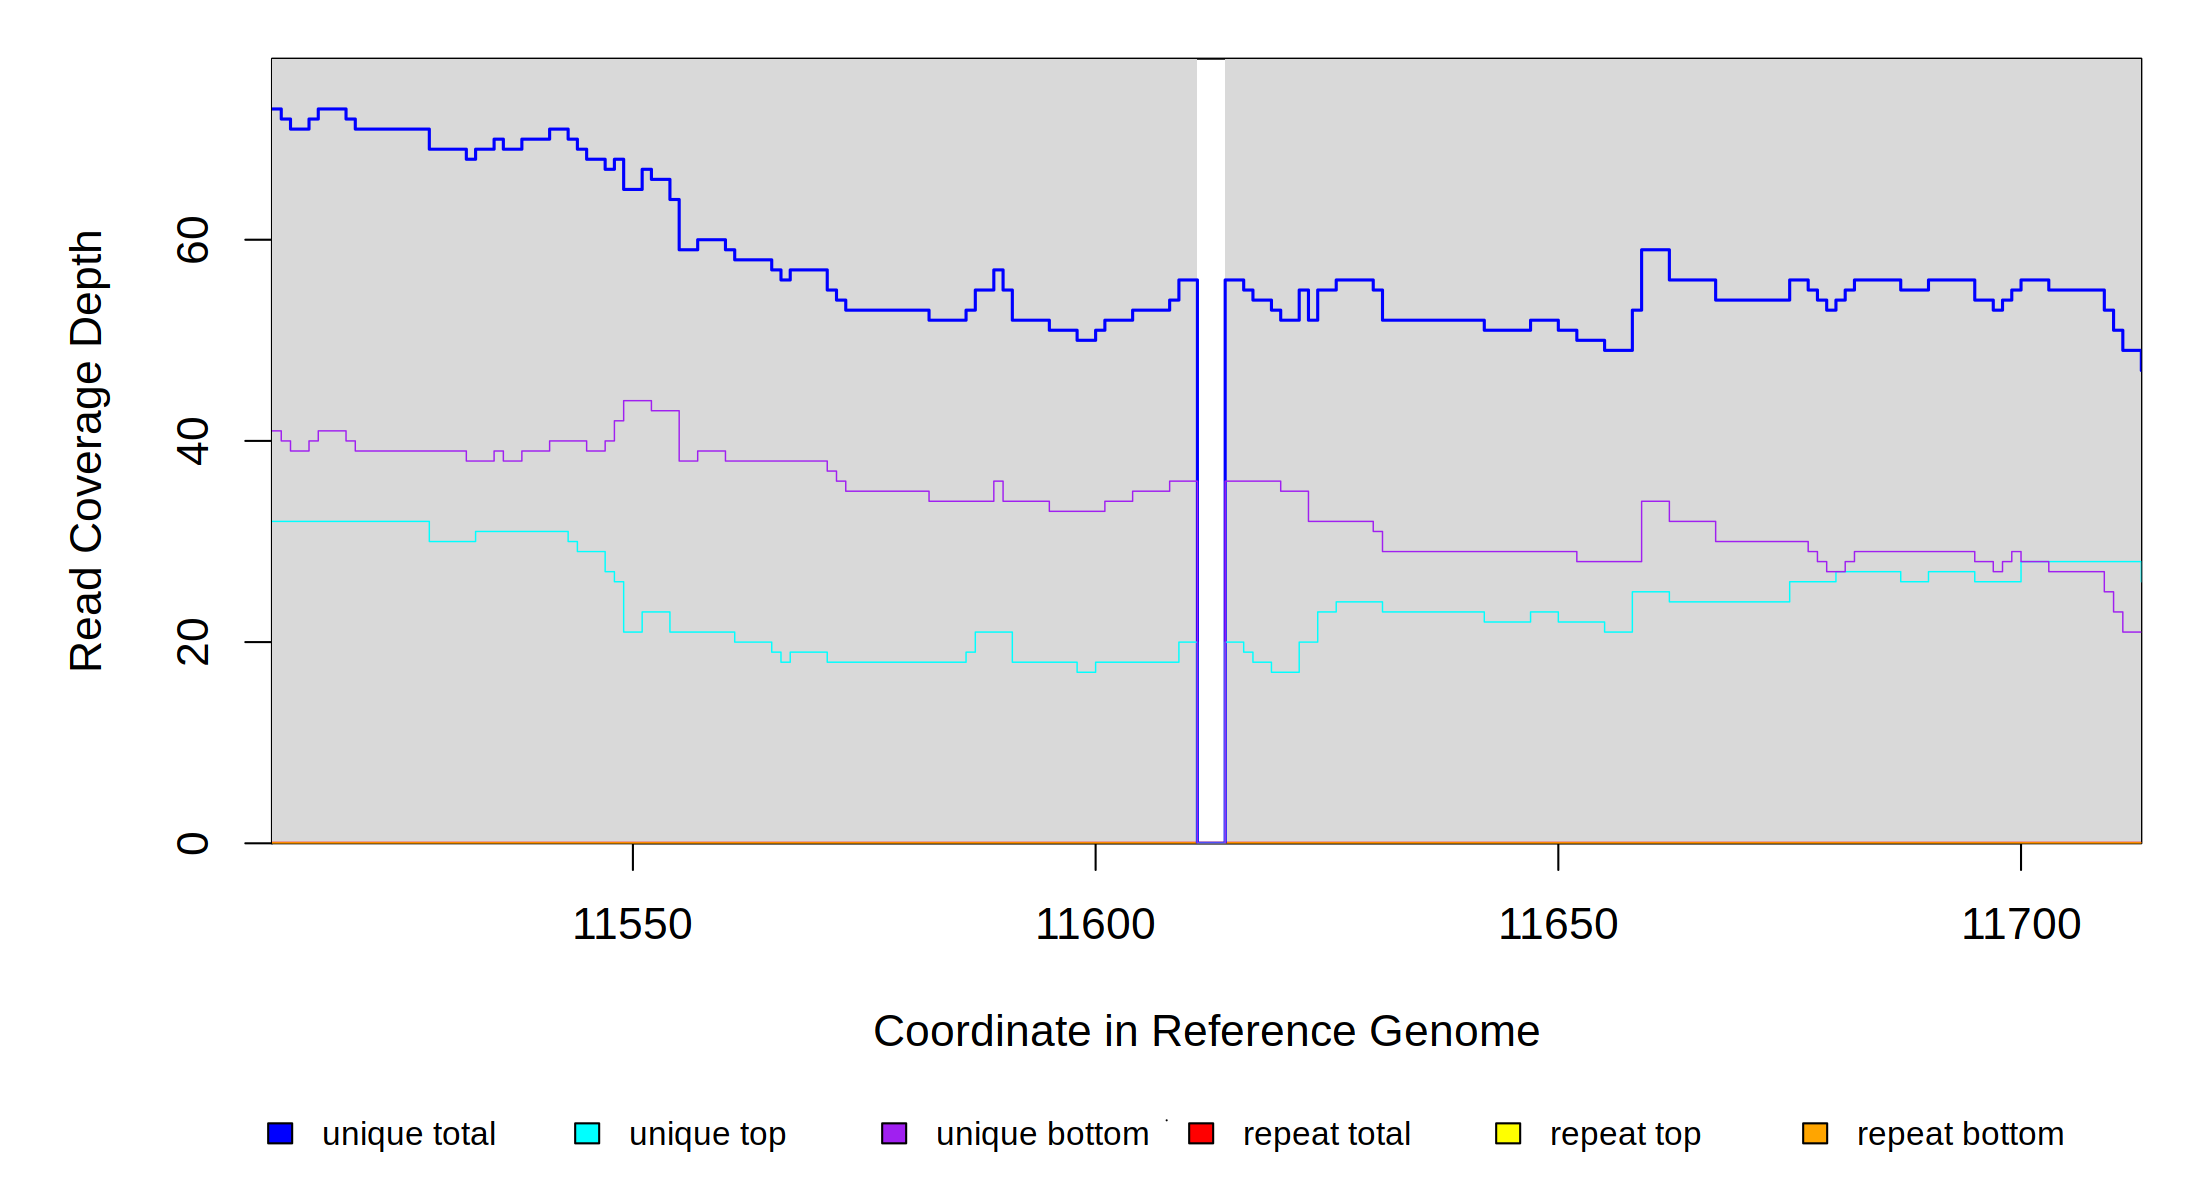 Read Coverage Depth
60
40
20
0
11550 11600 11650 11700
Coordinate in Reference Genome
unique total unique top unique bottom repeat total repeat top repeat bottom